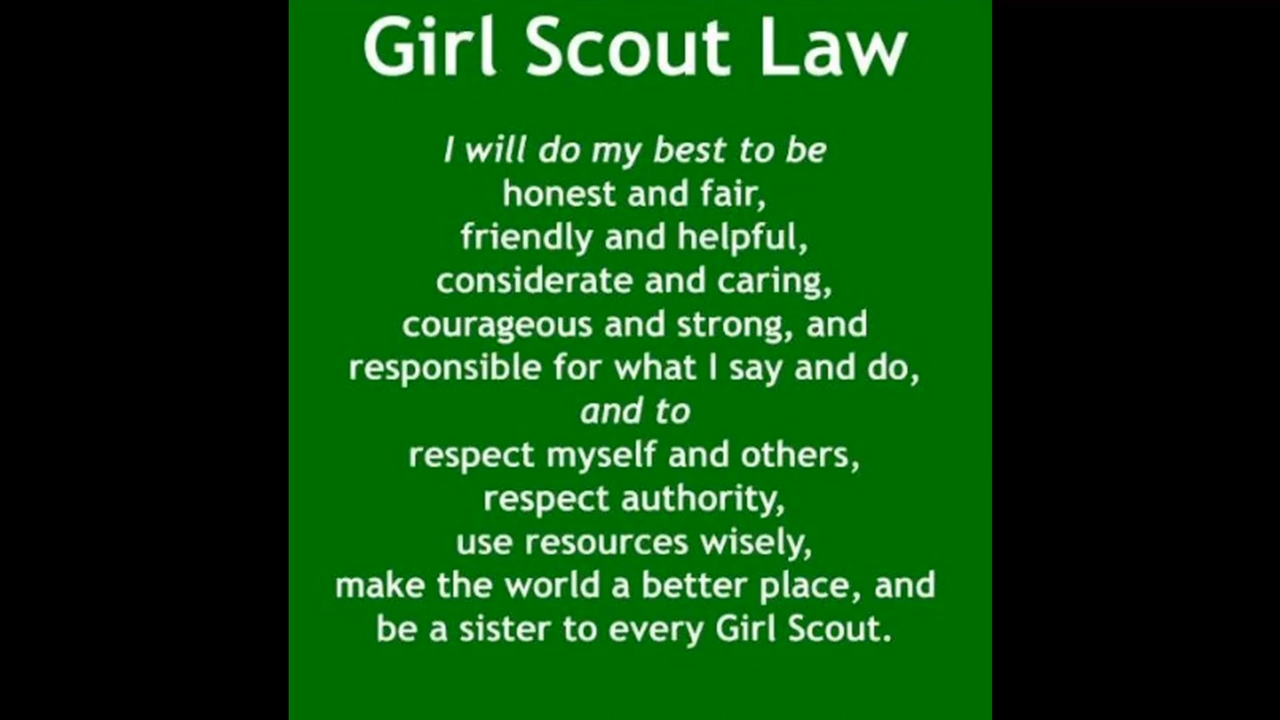 Girl Scout Law
I will do my best to be
honest and fair,
friendly and helpful,
considerate and caring,
courageous and strong, and
responsible for what I say and do,
and to
respect myself and others,
respect authority,
use resources wisely,
make the world a better place, and
be a sister to every Girl Scout.